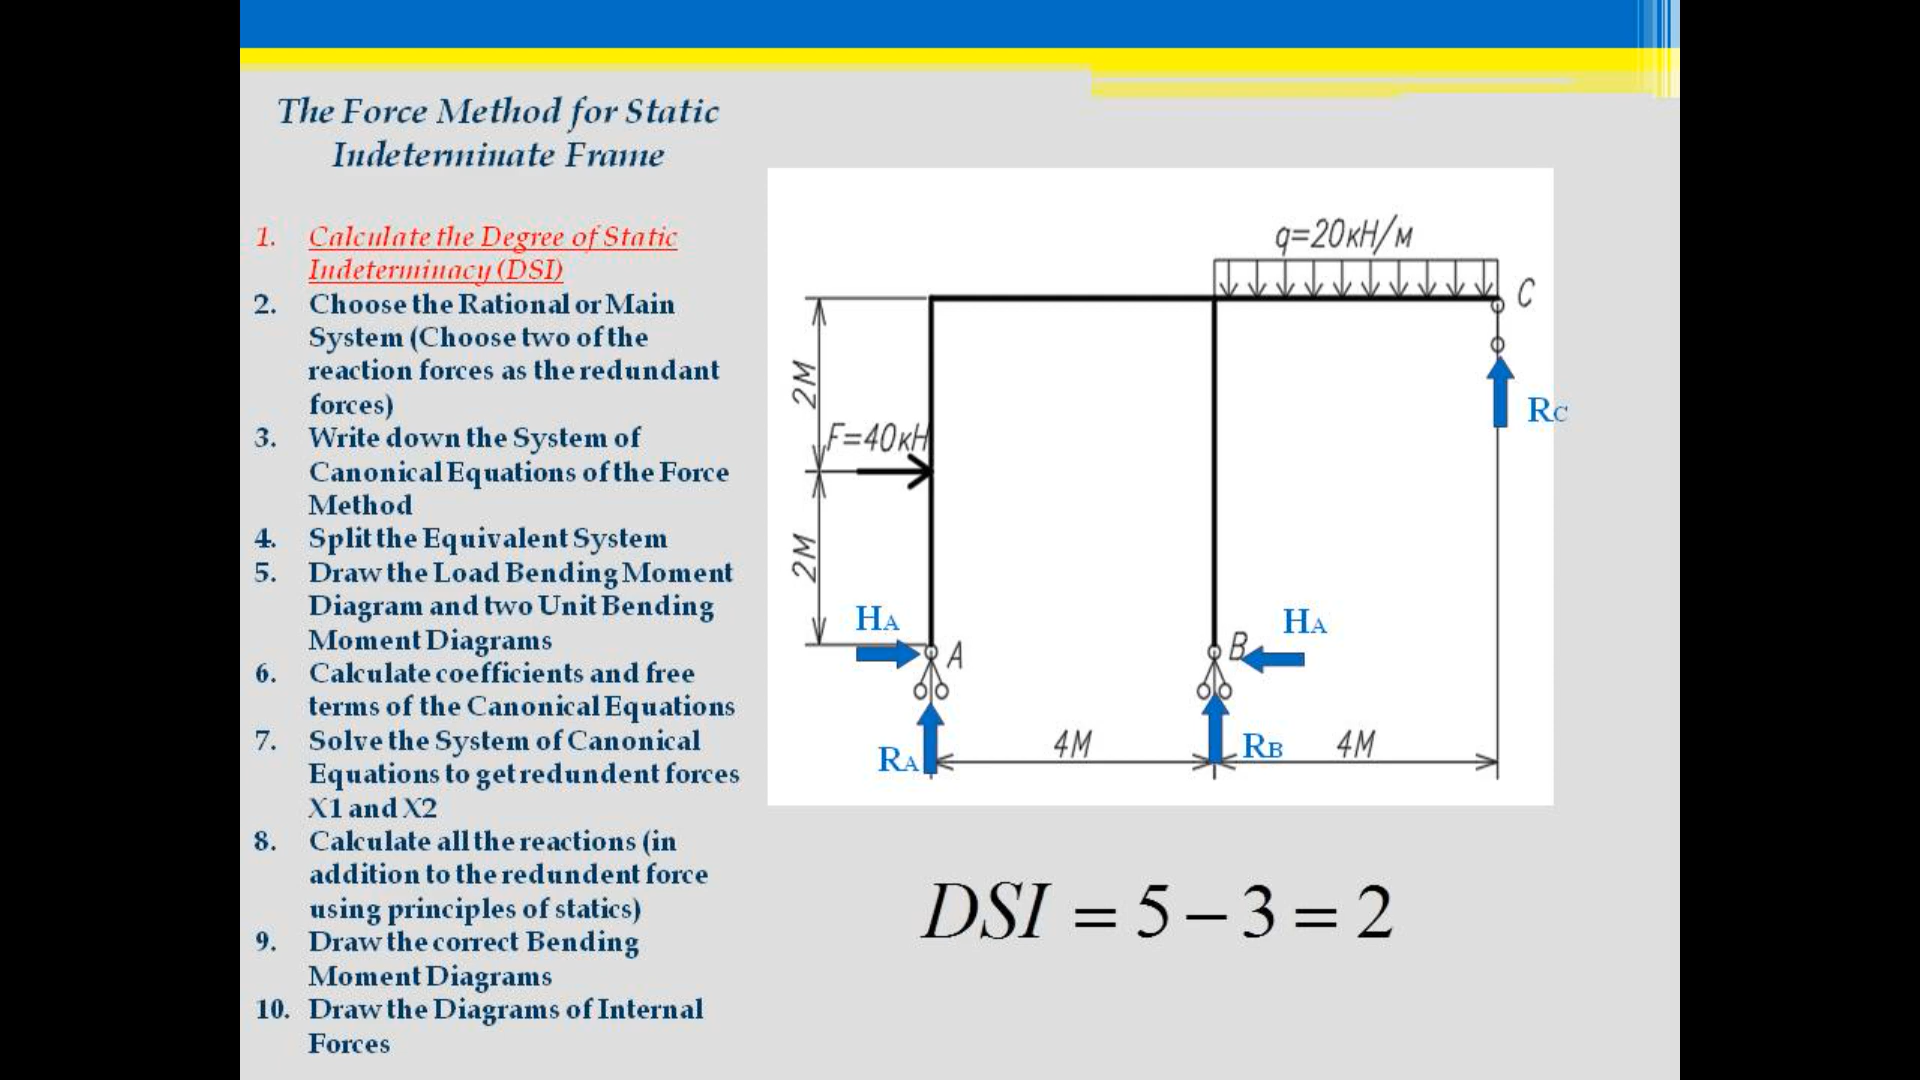 The Force Method for Static
Indeterminate Frame
1. Calculate the Degree of Static
Indeterminacy (DSI)
2. Choose the Rational or Main
System (Choose two of the
reaction forces as the redundant
forces)
3. Write down the System of
Canonical Equations of the Force
Method
4. Split the Equivalent System
5. Draw the Load Bending Moment
Diagram and two Unit Bending
Moment Diagrams
6. Calculate coefficients and free
terms of the Canonical Equations
7. Solve the System of Canonical
Equations to get redundent forces
X1 and X2
8. Calculate all the reactions (in
addition to the redundent force
using principles of statics)
9. Draw the correct Bending
Moment Diagrams
10. Draw the Diagrams of Internal
Forces
q=20кН/м
C
2М
RC
F=40кН
2М
HA
HA
A
B
RA
4М
RB
4М
DSI = 5 − 3 = 2